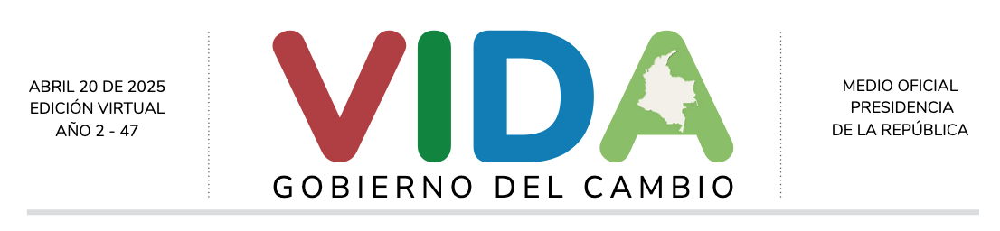 ABRIL 20 DE 2025
EDICIÓN VIRTUAL
AÑO 2 - 47
VIDA
GOBIERNO DEL CAMBIO
MEDIO OFICIAL
PRESIDENCIA
DE LA REPÚBLICA